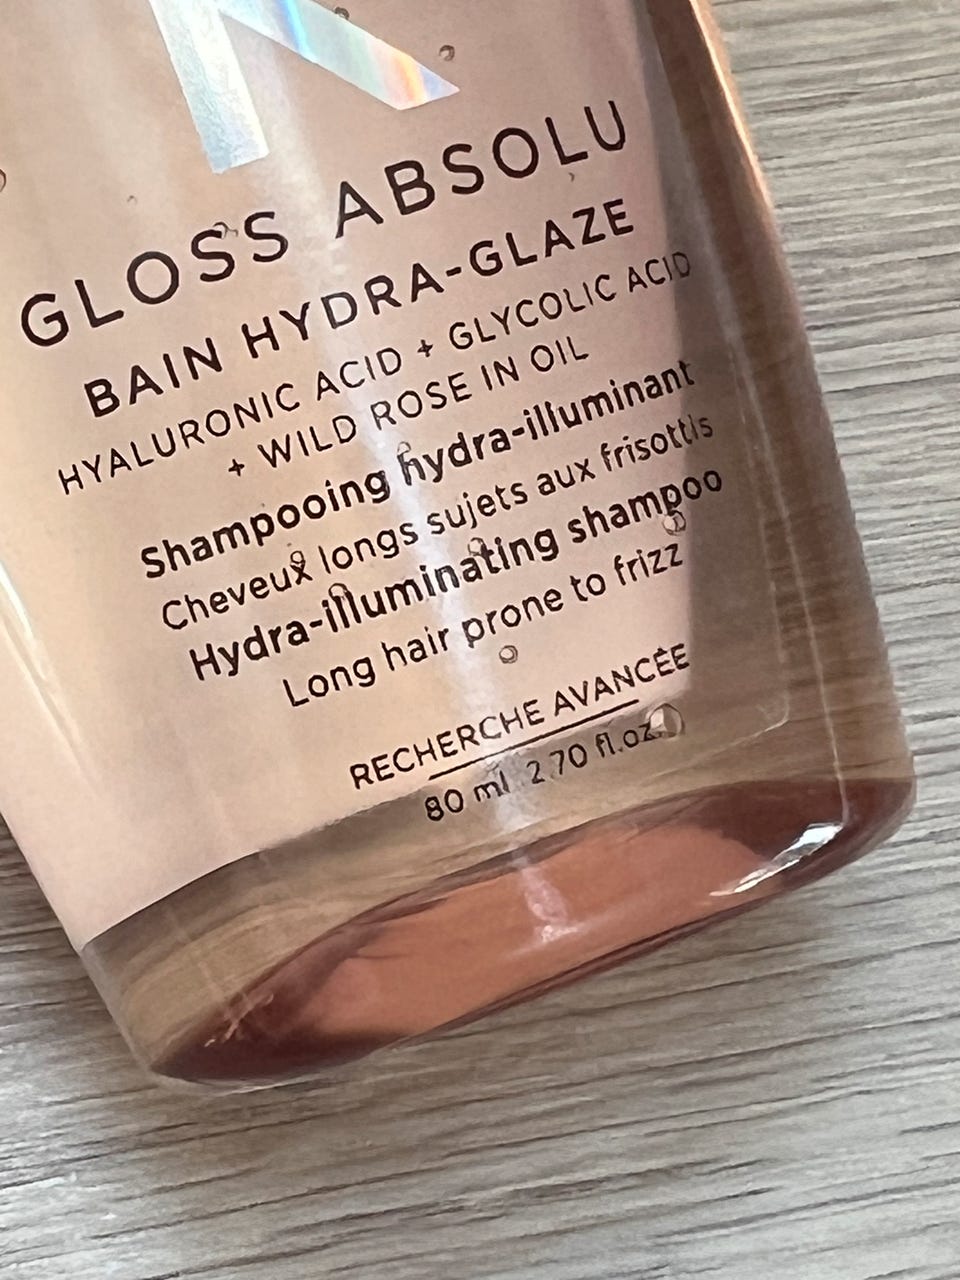 K
GLOSS ABSOLU
BAIN HYDRA-GLAZE
HYALURONIC ACID + GLYCOLIC ACID
+ WILD ROSE IN OIL
Shampooing hydra-illuminant
Cheveux longs sujets aux frisottis
Hydra-illuminating shampoo
Long hair prone to frizz
RECHERCHE AVANCÉE
80 ml 2.70 fl.oz.